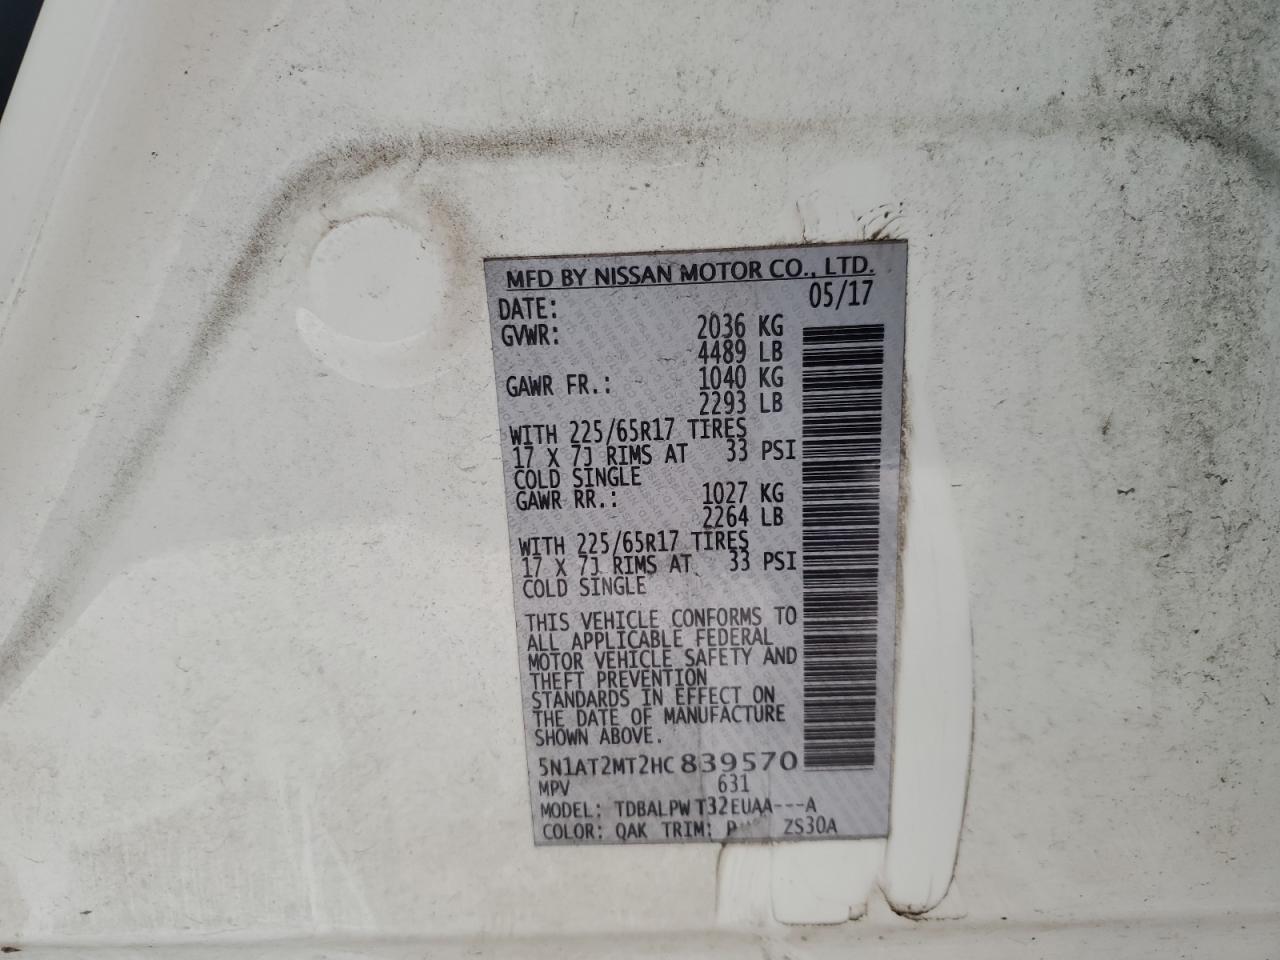 MFD BY NISSAN MOTOR CO., LTD.
DATE: 05/17
GVWR: 2036 KG
4489 LB
GAWR FR.: 1040 KG
2293 LB
WITH 225/65R17 TIRES
17 X 7J RIMS AT 33 PSI
COLD SINGLE
GAWR RR.: 1027 KG
2264 LB
WITH 225/65R17 TIRES
17 X 7J RIMS AT 33 PSI
COLD SINGLE
THIS VEHICLE CONFORMS TO
ALL APPLICABLE FEDERAL
MOTOR VEHICLE SAFETY AND
THEFT PREVENTION
STANDARDS IN EFFECT ON
THE DATE OF MANUFACTURE
SHOWN ABOVE.
5N1AT2MT2HC839570
MPV 631
MODEL: TDBALPW T32EUAA---A
COLOR: QAK TRIM: ZS30A